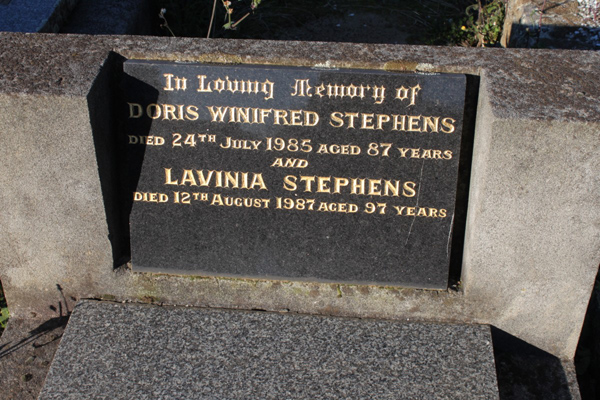 In Loving Memory of
DORIS WINIFRED STEPHENS
DIED 24TH JULY 1985 AGED 87 YEARS
AND
LAVINIA STEPHENS
DIED 12TH AUGUST 1987 AGED 97 YEARS